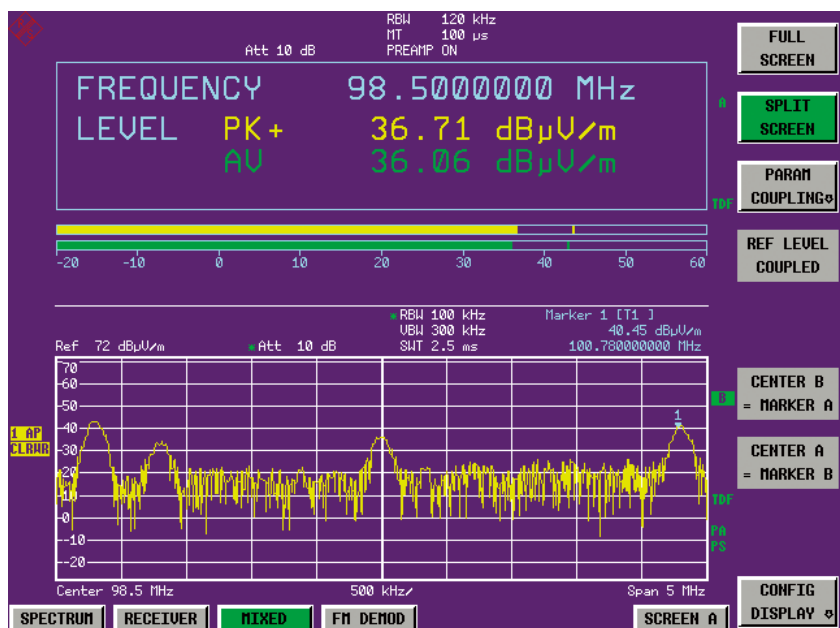 RBW 120 kHz
MT 100 µs
Att 10 dB PREAMP ON
FREQUENCY 98.5000000 MHz
LEVEL PK+ 36.71 dBµV/m
AV 36.06 dBµV/m
A
TDF
-20 -10 0 10 20 30 40 50 60
RBW 100 kHz Marker 1 [T1 ]
VBW 300 kHz 40.45 dBµV/m
Ref 72 dBµV/m Att 10 dB SWT 2.5 ms 100.780000000 MHz
70
60
50
40
30
20
10
0
-10
-20
1
1 AP
CLRWR
B
TDF
PA
PS
Center 98.5 MHz 500 kHz/ Span 5 MHz
FULL
SCREEN
SPLIT
SCREEN
PARAM
COUPLING
REF LEVEL
COUPLED
CENTER B
= MARKER A
CENTER A
= MARKER B
CONFIG
DISPLAY
SPECTRUM RECEIVER MIXED FM DEMOD SCREEN A